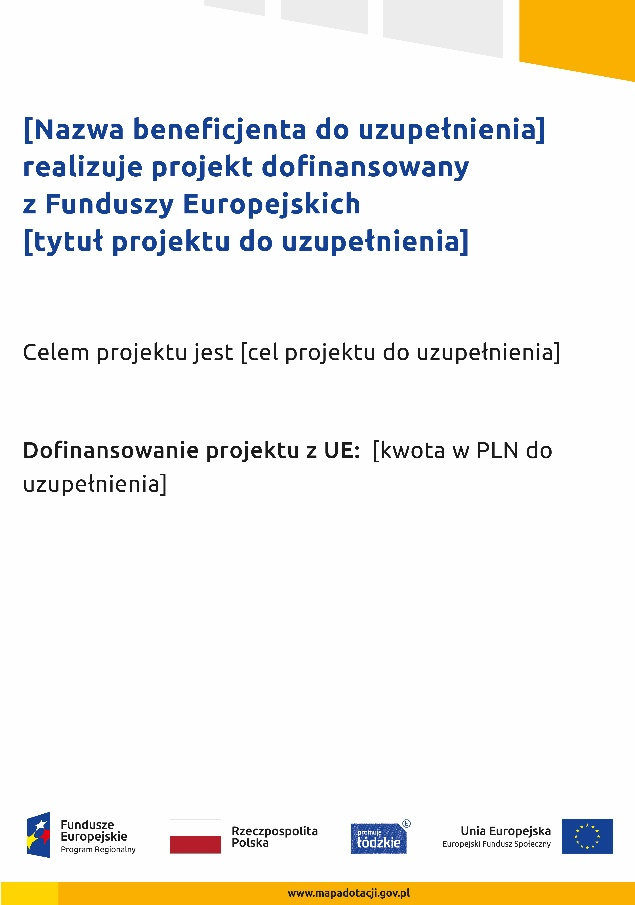 [Nazwa beneficjenta do uzupełnienia]
realizuje projekt dofinansowany
z Funduszy Europejskich
[tytuł projektu do uzupełnienia]
Celem projektu jest [cel projektu do uzupełnienia]
Dofinansowanie projektu z UE: [kwota w PLN do
uzupełnienia]
Fundusze
Europejskie
Program Regionalny
Rzeczpospolita
Polska
promuje
łódzkie
Unia Europejska
Europejski Fundusz Społeczny
www.mapadotacji.gov.pl